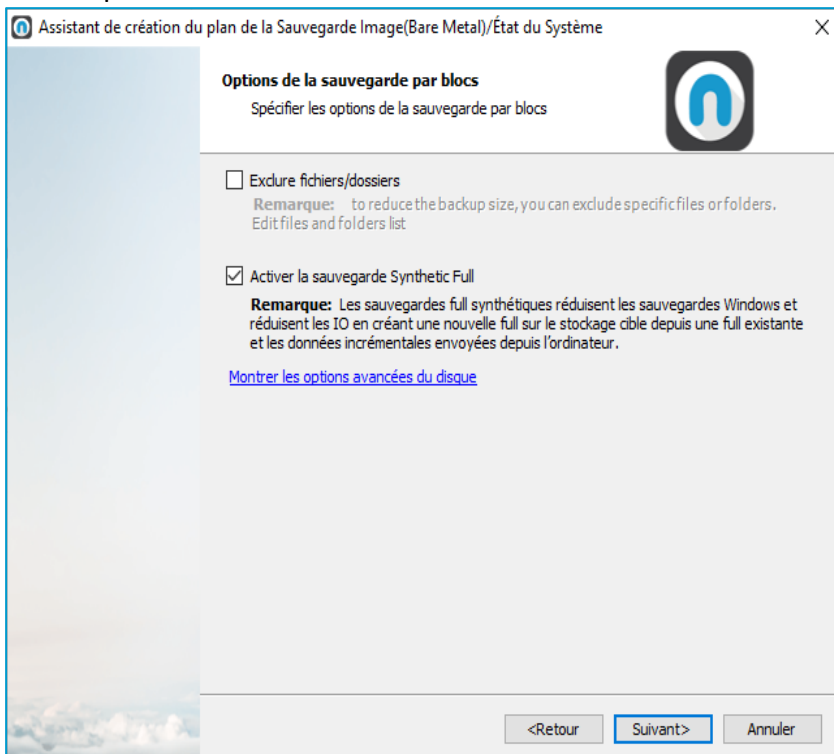 Assistant de création du plan de la Sauvegarde Image(Bare Metal)/État du Système
Options de la sauvegarde par blocs
Spécifier les options de la sauvegarde par blocs
Exclure fichiers/dossiers
Remarque: to reduce the backup size, you can exclude specific files or folders.
Edit files and folders list
Activer la sauvegarde Synthetic Full
Remarque: Les sauvegardes full synthétiques réduisent les sauvegardes Windows et
réduisent les IO en créant une nouvelle full sur le stockage cible depuis une full existante
et les données incrémentales envoyées depuis l'ordinateur.
Montrer les options avancées du disque
<Retour Suivant> Annuler